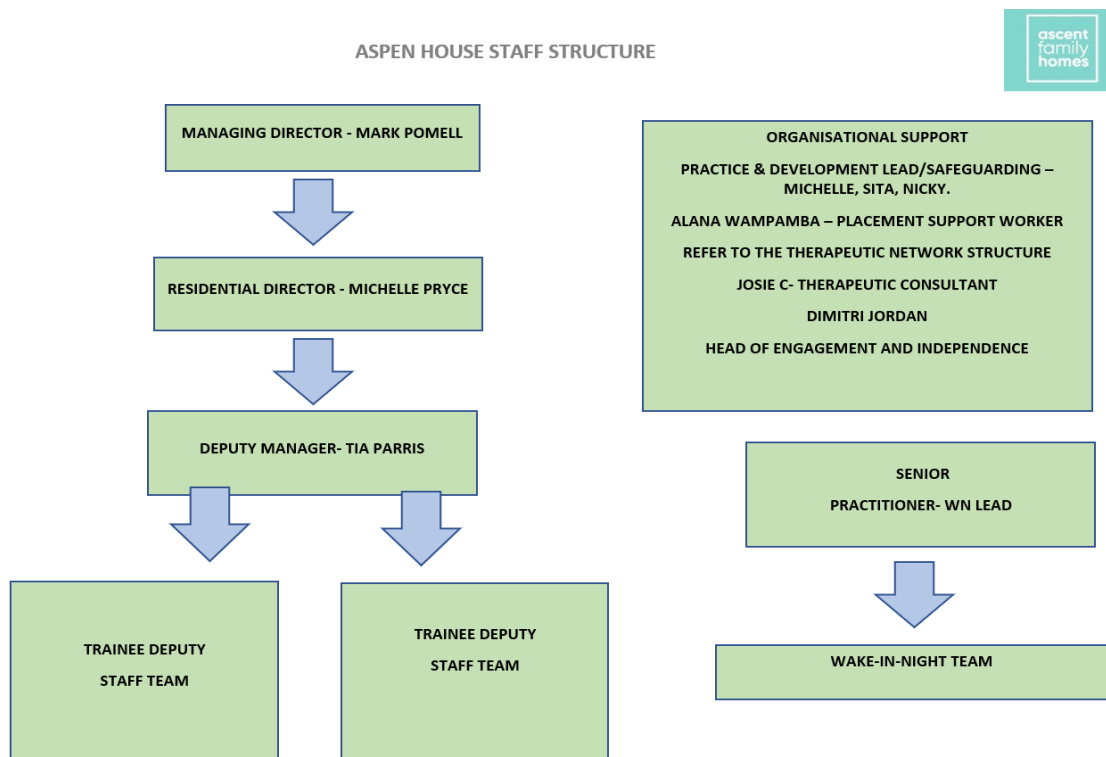 ASPEN HOUSE STAFF STRUCTURE
ascent
family
homes
MANAGING DIRECTOR - MARK POMELL
RESIDENTIAL DIRECTOR - MICHELLE PRYCE
DEPUTY MANAGER- TIA PARRIS
TRAINEE DEPUTY
STAFF TEAM
TRAINEE DEPUTY
STAFF TEAM
ORGANISATIONAL SUPPORT
PRACTICE & DEVELOPMENT LEAD/SAFEGUARDING –
MICHELLE, SITA, NICKY.
ALANA WAMPAMBA – PLACEMENT SUPPORT WORKER
REFER TO THE THERAPEUTIC NETWORK STRUCTURE
JOSIE C- THERAPEUTIC CONSULTANT
DIMITRI JORDAN
HEAD OF ENGAGEMENT AND INDEPENDENCE
SENIOR
PRACTITIONER- WN LEAD
WAKE-IN-NIGHT TEAM